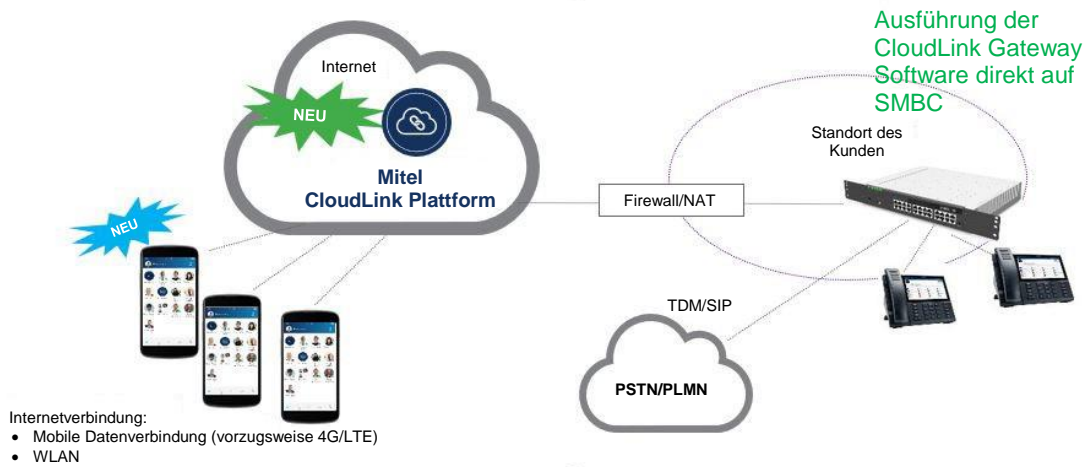 Ausführung der
CloudLink Gateway
Software direkt auf
SMBC
Internet
NEU
Mitel
CloudLink Plattform
Standort des
Kunden
Firewall/NAT
NEU
TDM/SIP
PSTN/PLMN
Internetverbindung:
• Mobile Datenverbindung (vorzugsweise 4G/LTE)
• WLAN